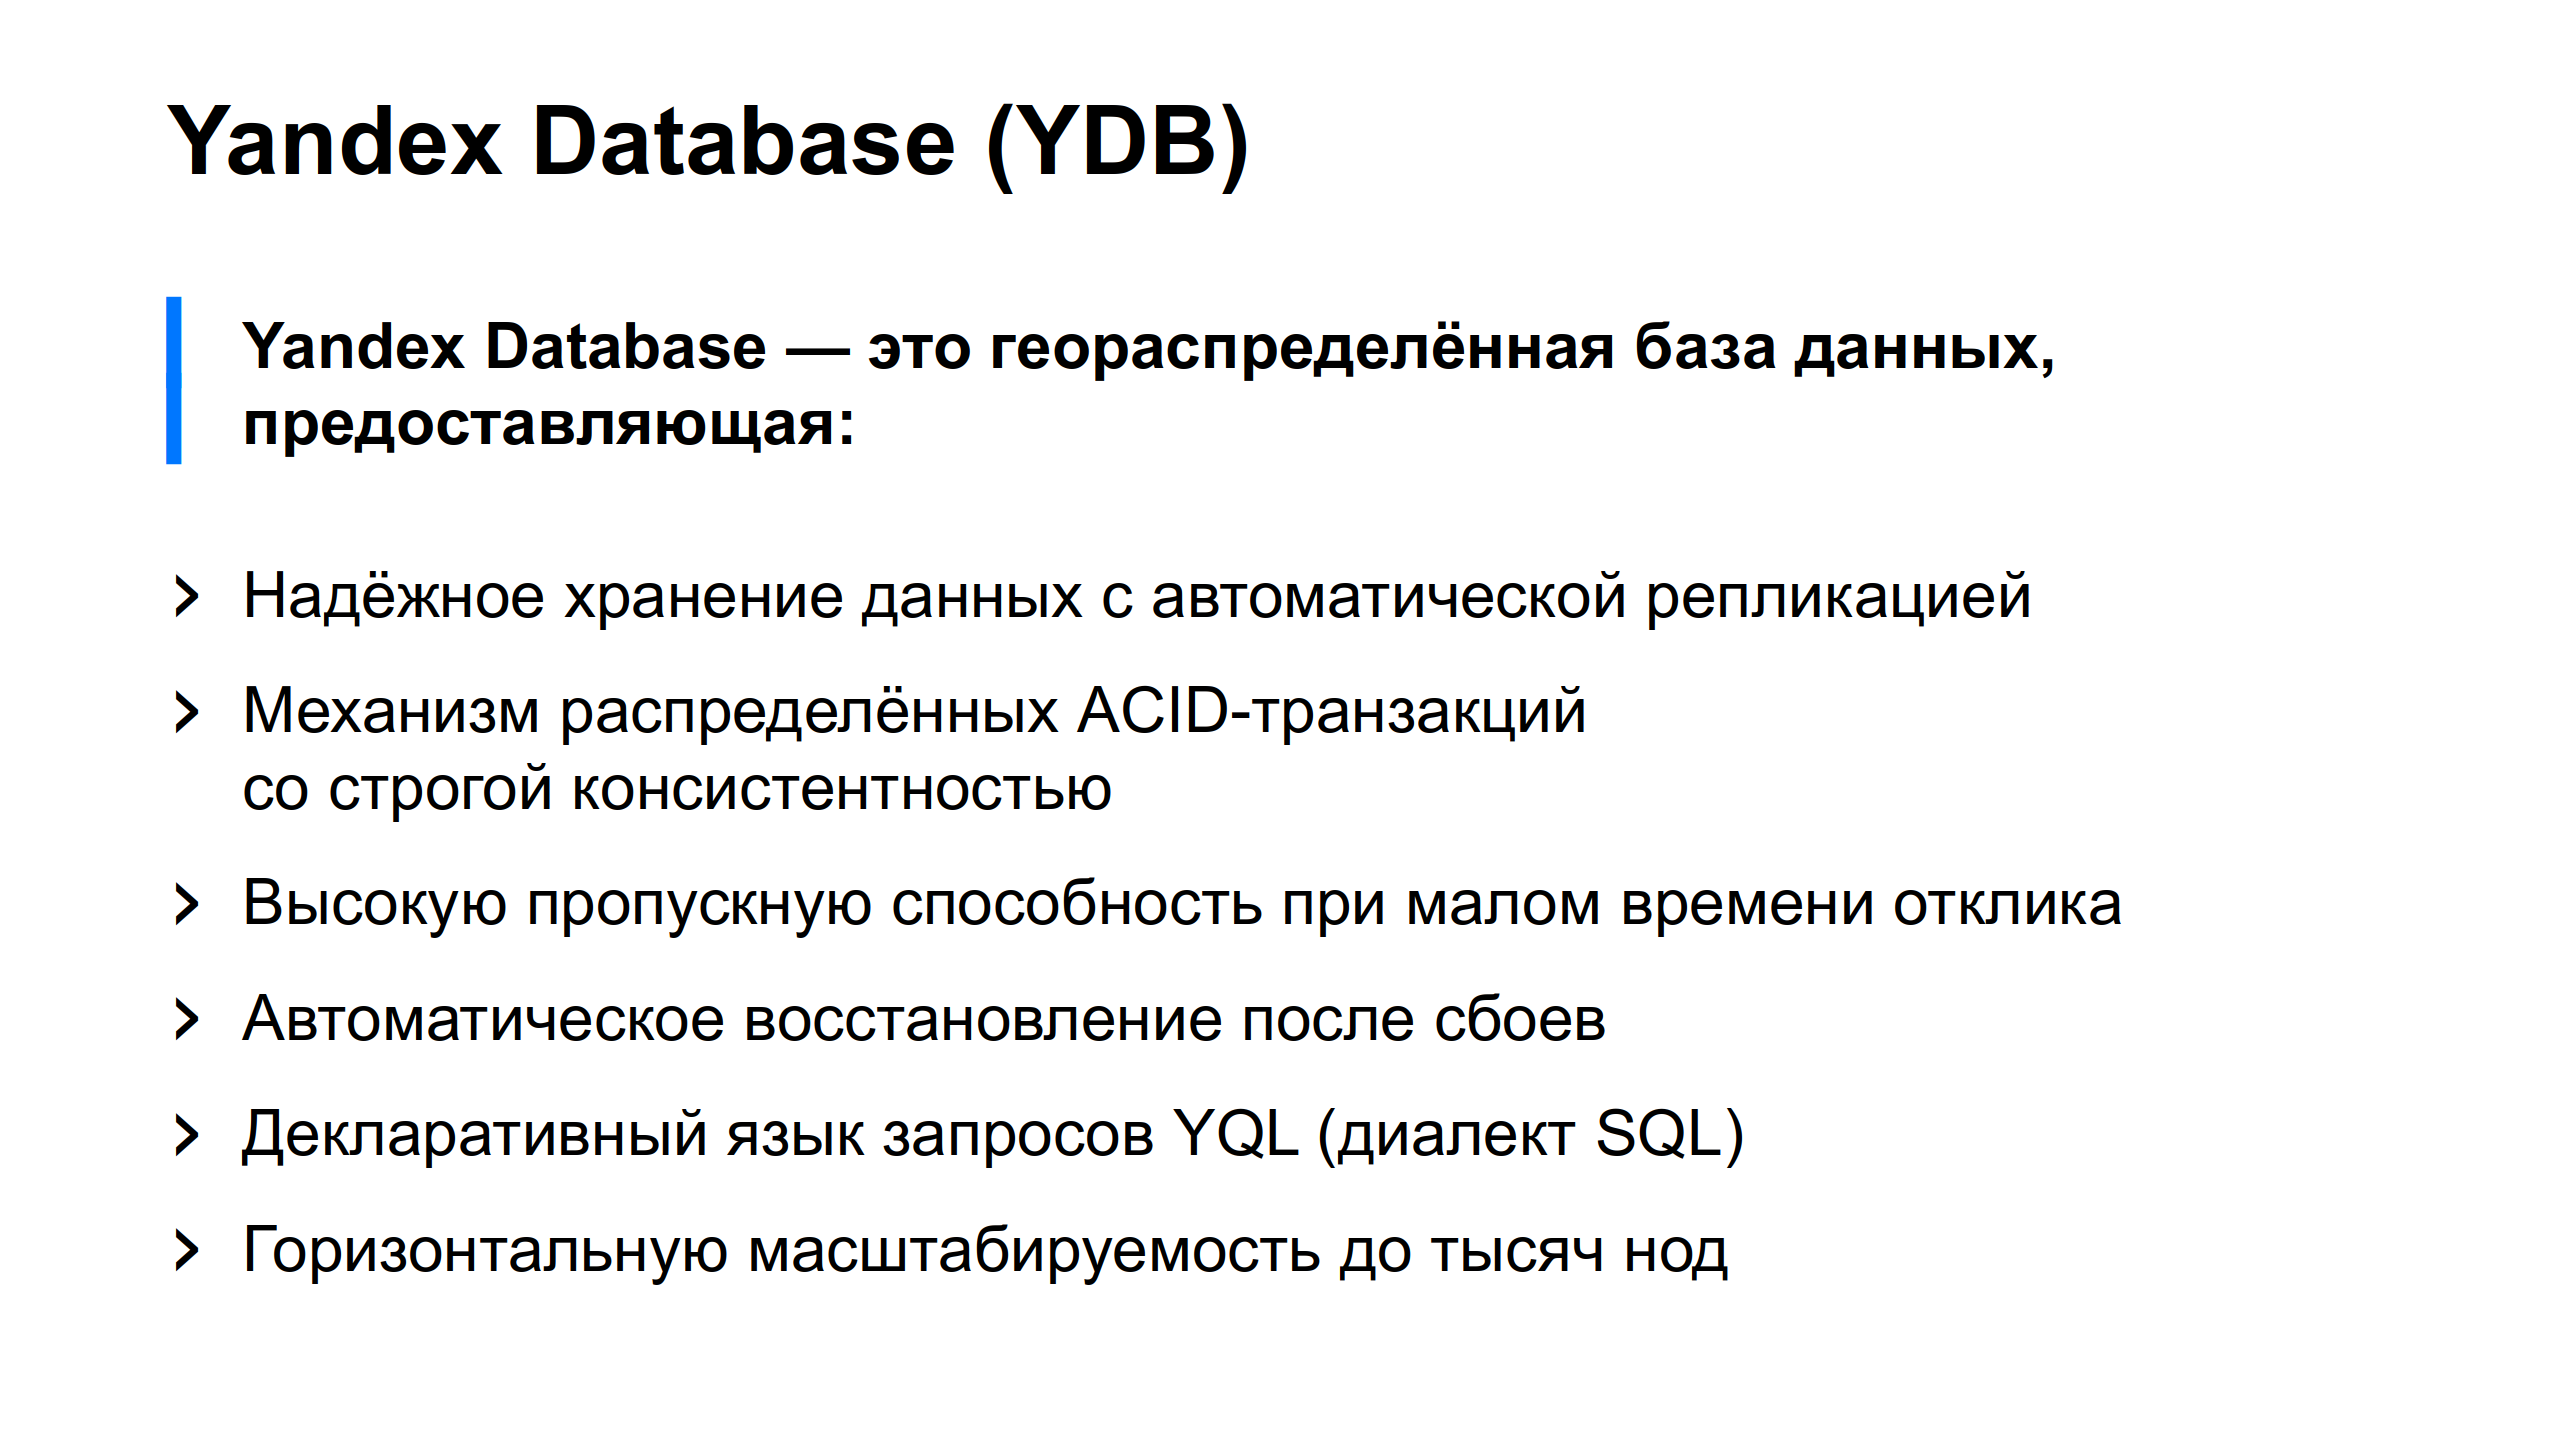 Yandex Database (YDB)
Yandex Database — это геораспределённая база данных,
предоставляющая:
› Надёжное хранение данных с автоматической репликацией
› Механизм распределённых ACID-транзакций
со строгой консистентностью
› Высокую пропускную способность при малом времени отклика
› Автоматическое восстановление после сбоев
› Декларативный язык запросов YQL (диалект SQL)
› Горизонтальную масштабируемость до тысяч нод